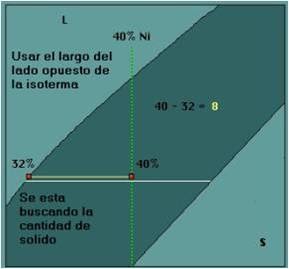 L
40% Ni
Usar el largo del
lado opuesto de
la isoterma
40 - 32 = 8
32%
40%
Se esta
buscando la
cantidad de
solido
S